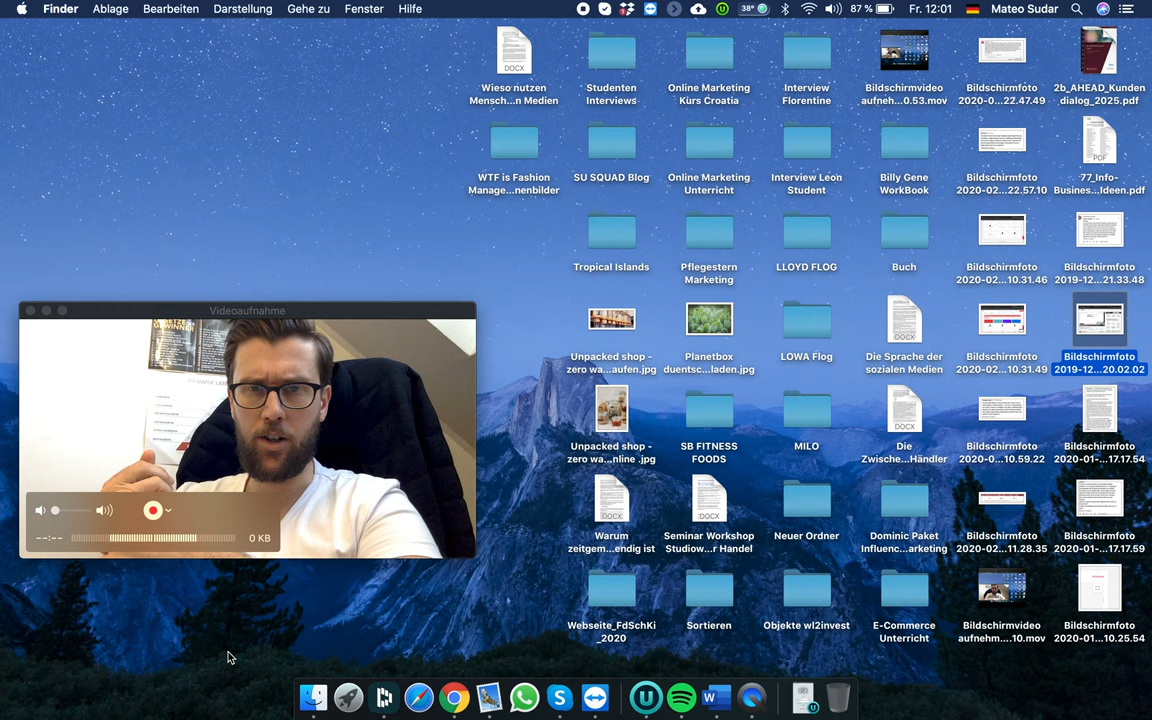 Finder Ablage Bearbeiten Darstellung Gehe zu Fenster Hilfe 38° 87 % Fr. 12:01 Mateo Sudar
DOCX
Wieso nutzen
Mensch...n Medien
Studenten
Interviews
Online Marketing
Kurs Croatia
Interview
Florentine
Bildschirmvideo
aufneh...0.53.mov
Bildschirmfoto
2020-0...22.47.49
2b_AHEAD_Kunden
dialog_2025.pdf
WTF is Fashion
Manage...nenbilder
SU SQUAD Blog
Online Marketing
Unterricht
Interview Leon
Student
Billy Gene
WorkBook
Bildschirmfoto
2020-02...22.57.10
PDF
77_Info-
Busines...Ideen.pdf
Tropical Islands
Pflegestern
Marketing
LLOYD FLOG
Buch
Bildschirmfoto
2020-02...10.31.46
Bildschirmfoto
2019-12...21.33.48
Videoaufnahme
Unpacked shop -
zero wa...aufen.jpg
Planetbox
duentsc...laden.jpg
LOWA Flog
DOCX
Die Sprache der
sozialen Medien
Bildschirmfoto
2020-02...10.31.49
Bildschirmfoto
2019-12...20.02.02
Unpacked shop -
zero wa...nline .jpg
SB FITNESS
FOODS
MILO
DOCX
Die
Zwische...Händler
Bildschirmfoto
2020-0...10.59.22
Bildschirmfoto
2020-01-...17.17.54
DOCX
Warum
zeitgem...endig ist
DOCX
Seminar Workshop
Studiow...r Handel
Neuer Ordner
Dominic Paket
Influenc...arketing
Bildschirmfoto
2020-02...11.28.35
Bildschirmfoto
2020-01-...17.17.59
--:-- 0 KB
Webseite_FdSchKi
_2020
Sortieren
Objekte wI2invest
E-Commerce
Unterricht
Bildschirmvideo
aufnehm...10.mov
Bildschirmfoto
2020-01...10.25.54